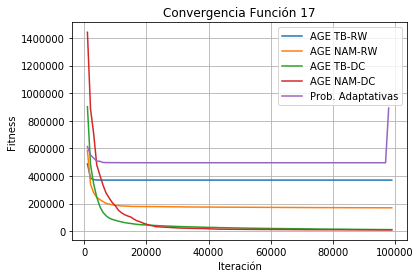 Convergencia Función 17
Fitness
1400000
1200000
1000000
800000
600000
400000
200000
0
AGE TB-RW
AGE NAM-RW
AGE TB-DC
AGE NAM-DC
Prob. Adaptativas
0 20000 40000 60000 80000 100000
Iteración